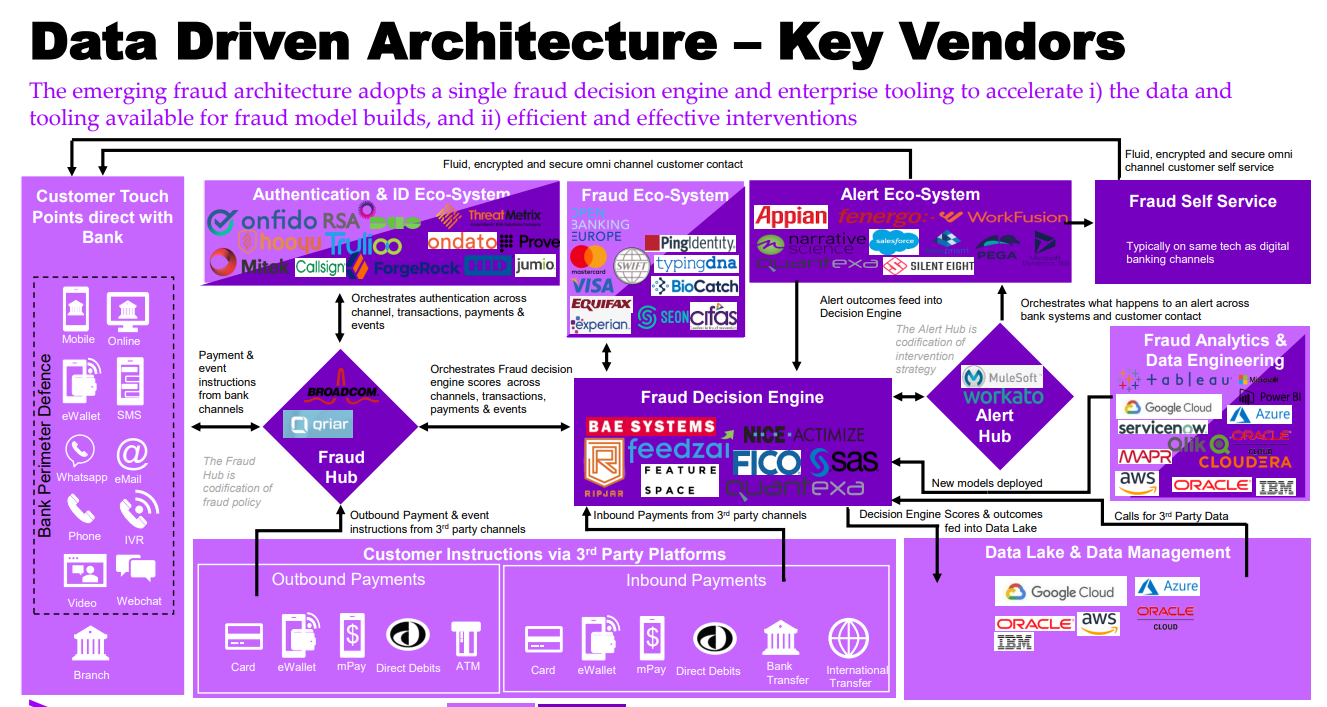 Data Driven Architecture – Key Vendors
The emerging fraud architecture adopts a single fraud decision engine and enterprise tooling to accelerate i) the data and
tooling available for fraud model builds, and ii) efficient and effective interventions
Fluid, encrypted and secure omni channel customer contact
Fluid, encrypted and secure omni
channel customer self service
Customer Touch
Points direct with
Bank
Bank Perimeter Defence
Mobile
Online
eWallet
SMS
Whatsapp
eMail
Phone
IVR
Video
Webchat
Branch
Authentication & ID Eco-System
onfido
RSA
ThreatMetrix
hooyu
Trulioo
ondato
Prove
Mitek
Callsign
ForgeRock
HID
jumio.
Fraud Eco-System
OPEN
BANKING
EUROPE
PingIdentity.
mastercard
SWIFT
typingdna
VISA
BioCatch
EQUIFAX
experian.
SEON
cifas
Alert Eco-System
Appian
fenergo
WorkFusion
narrative
science
salesforce
PEGA
quantexa
SILENT EIGHT
Fraud Self Service
Typically on same tech as digital
banking channels
Orchestrates authentication across
channel, transactions, payments &
events
Payment &
event
instructions
from bank
channels
Orchestrates Fraud decision
engine scores across
channels, transactions,
payments & events
The Fraud
Hub is
codification of
fraud policy
BROADCOM
qriar
Fraud
Hub
Outbound Payment & event
instructions from 3rd party channels
Alert outcomes feed into
Decision Engine
The Alert Hub is
codification of
intervention
strategy
Orchestrates what happens to an alert across
bank systems and customer contact
Fraud Decision Engine
BAE SYSTEMS
NICE·ACTIMIZE
feedzai
RIPJAR
FEATURE
SPACE
FICO
sas
quantexa
MuleSoft
workato
Alert
Hub
Fraud Analytics &
Data Engineering
tableau
Microsoft
Power BI
Google Cloud
Azure
servicenow
Qlik
ORACLE
MAPR
CLOUDERA
aws
ORACLE
IBM
New models deployed
Inbound Payments from 3rd party channels
Decision Engine Scores & outcomes
fed into Data Lake
Calls for 3rd Party Data
Customer Instructions via 3rd Party Platforms
Outbound Payments
Card
eWallet
mPay
Direct Debits
ATM
Inbound Payments
Card
eWallet
mPay
Direct Debits
Bank
Transfer
International
Transfer
Data Lake & Data Management
Google Cloud
Azure
ORACLE
aws
ORACLE
CLOUD
IBM